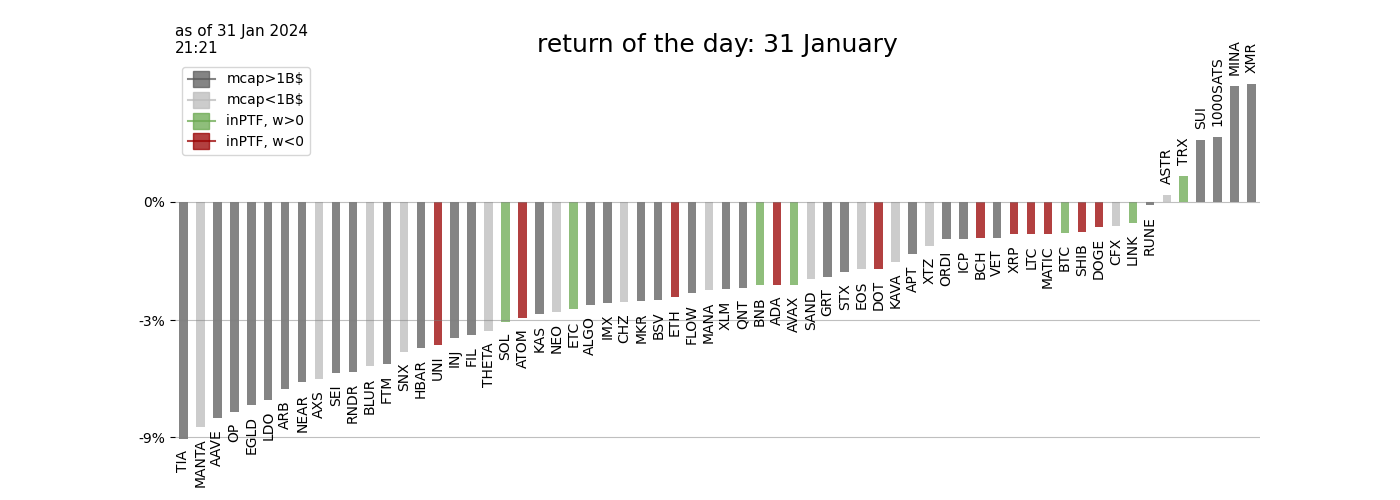 as of 31 Jan 2024
21:21
return of the day: 31 January
mcap>1B$
mcap<1B$
inPTF, w>0
inPTF, w<0
0%
-3%
-9%
TIA
MANTA
AAVE
OP
EGLD
LDO
ARB
NEAR
AXS
SEI
RNDR
BLUR
FTM
SNX
HBAR
UNI
INJ
FIL
THETA
SOL
ATOM
KAS
NEO
ETC
ALGO
IMX
CHZ
MKR
BSV
ETH
FLOW
MANA
XLM
QNT
BNB
ADA
AVAX
SAND
GRT
STX
EOS
DOT
KAVA
APT
XTZ
ORDI
ICP
BCH
VET
XRP
LTC
MATIC
BTC
SHIB
DOGE
CFX
LINK
RUNE
ASTR
TRX
SUI
1000SATS
MINA
XMR